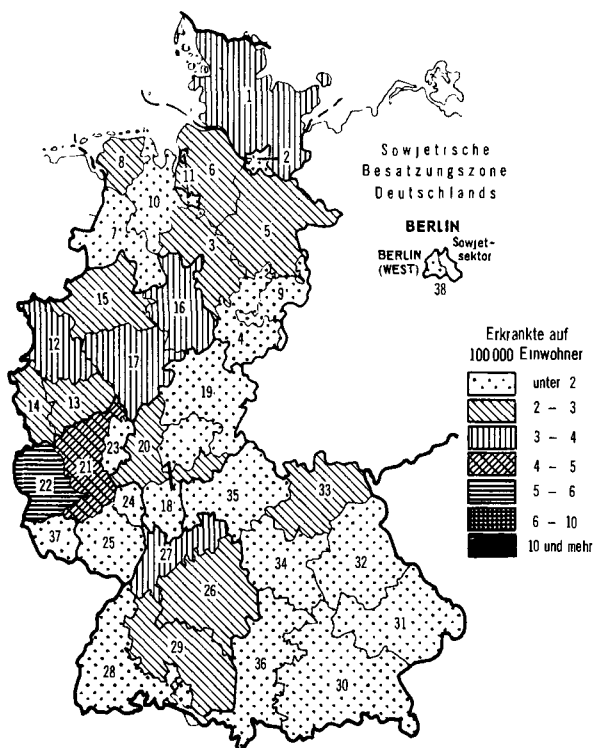 Sowjetrsche
Besatzungszone
Deutschlands
BERLIN
Sowjet-
sektor
BERLIN
(WEST)
38
Erkrankte auf
100 000 Einwohner
unter 2
2 - 3
3 - 4
4 - 5
5 - 6
6 - 10
10 und mehr
1
2
8
6
11
10
7
3
5
15
16
9
12
4
17
19
14
13
23
20
21
22
24
18
35
33
37
25
27
34
32
26
31
29
28
36
30